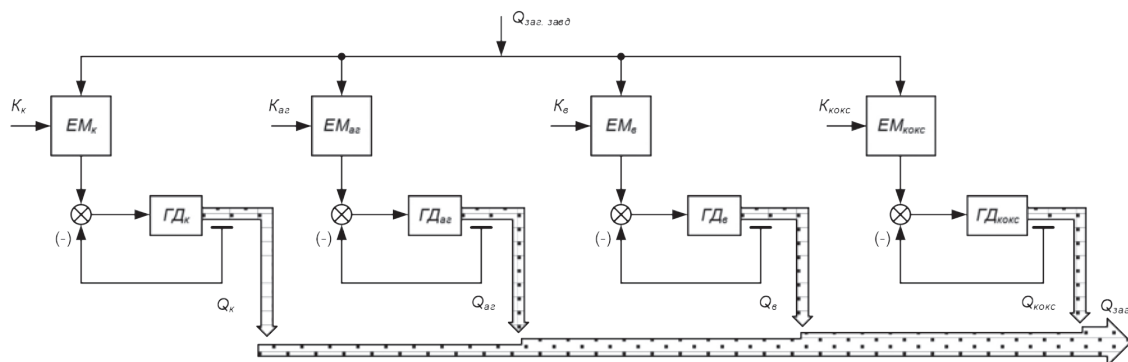 Qзаг. завд
Kк
EMк
Kаг
EMаг
Kв
EMв
Kкокс
EMкокс
ГДк
ГДаг
ГДв
ГДкокс
(-)
(-)
(-)
(-)
Qк
Qаг
Qв
Qкокс
Qзаг